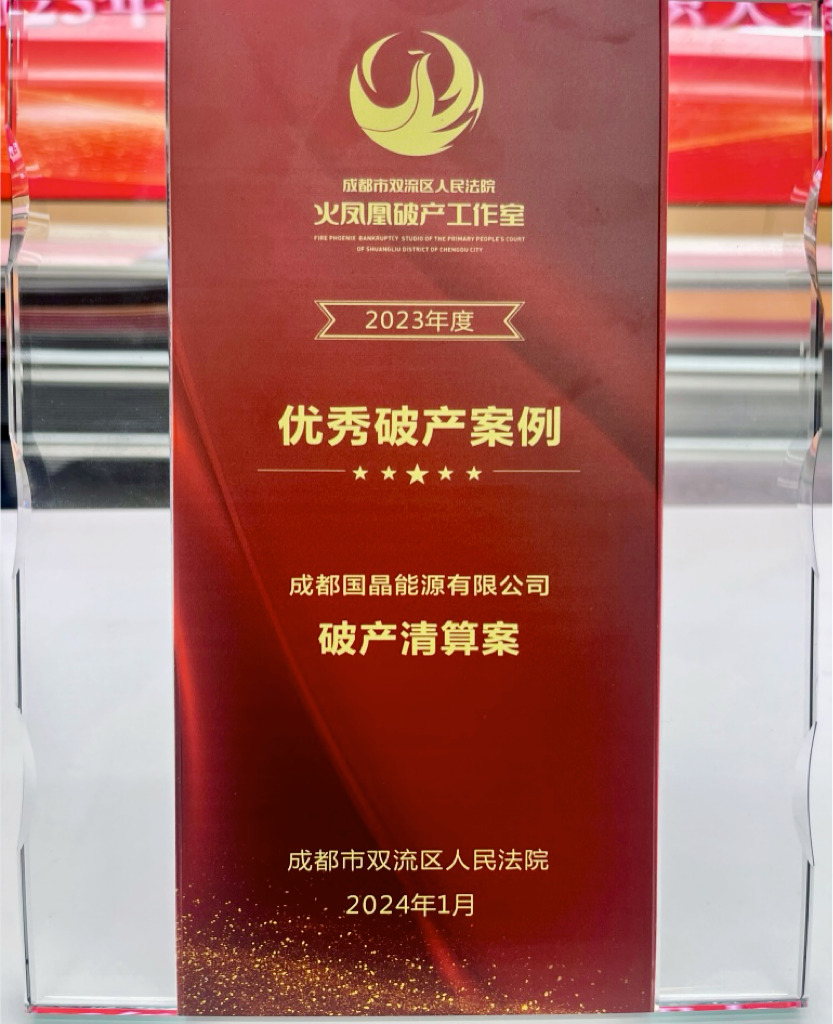 23年
成都市双流区人民法院
火凤凰破产工作室
FIRE PHOENIX BANKRUPTCY STUDIO OF THE PRIMARY PEOPLE'S COURT
OF SHUANGLIU DISTRICT OF CHENGDU CITY
2023年度
优秀破产案例
成都国晶能源有限公司
破产清算案
成都市双流区人民法院
2024年1月